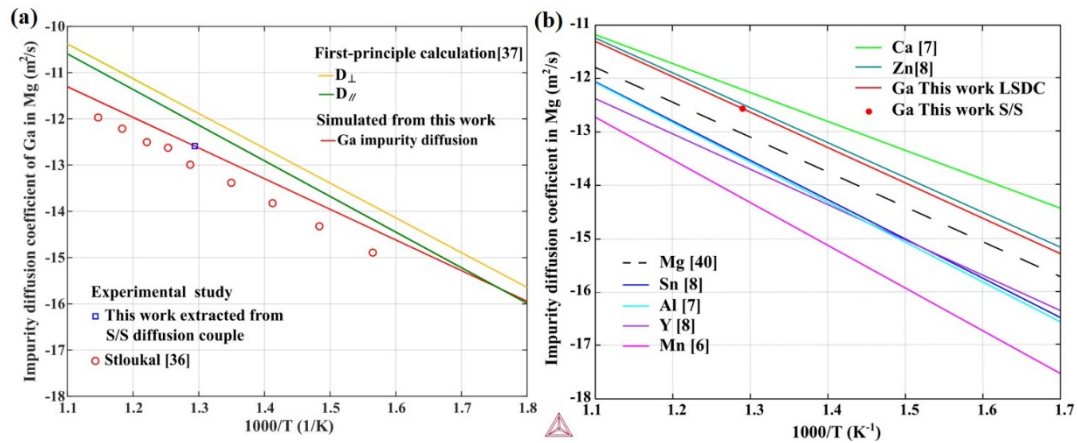 (a)
-10
-11
-12
-13
-14
-15
-16
-17
-18
Impurity diffusion coefficient of Ga in Mg (m²/s)
First-principle calculation[37]
D⊥
D//
Simulated from this work
Ga impurity diffusion
Experimental study
This work extracted from
S/S diffusion couple
Stloukal [36]
1.1 1.2 1.3 1.4 1.5 1.6 1.7 1.8
1000/T (1/K)
(b)
-11
-12
-13
-14
-15
-16
-17
-18
Impurity diffusion coefficient in Mg (m²/s)
Ca [7]
Zn[8]
Ga This work LSDC
Ga This work S/S
Mg [40]
Sn [8]
Al [7]
Y [8]
Mn [6]
1.1 1.2 1.3 1.4 1.5 1.6 1.7
1000/T (K⁻¹)